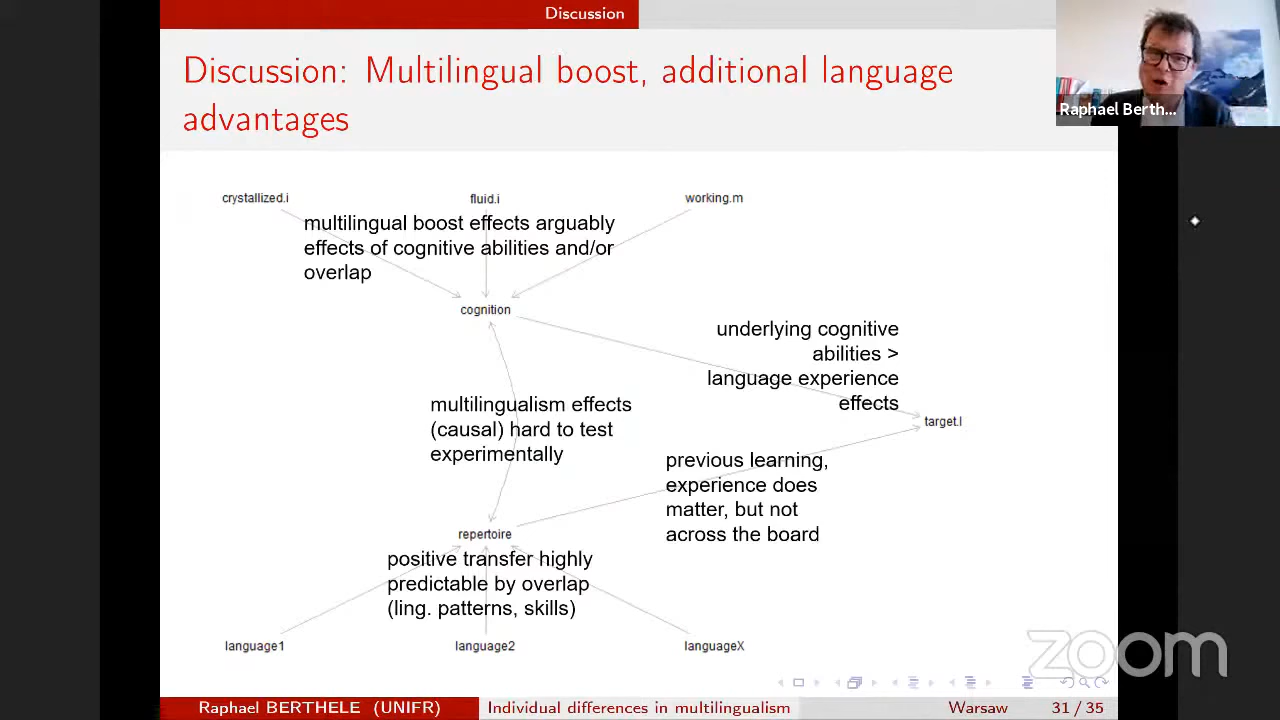 Discussion
Discussion: Multilingual boost, additional language
advantages
Raphael Berth...
crystallized.i
fluid.i
working.m
multilingual boost effects arguably
effects of cognitive abilities and/or
overlap
cognition
underlying cognitive
abilities >
language experience
effects
multilingualism effects
(causal) hard to test
experimentally
target.l
previous learning,
experience does
matter, but not
across the board
repertoire
positive transfer highly
predictable by overlap
(ling. patterns, skills)
language1
language2
languageX
zoom
Raphael BERTHELE (UNIFR)
Individual differences in multilingualism
Warsaw
31 / 35